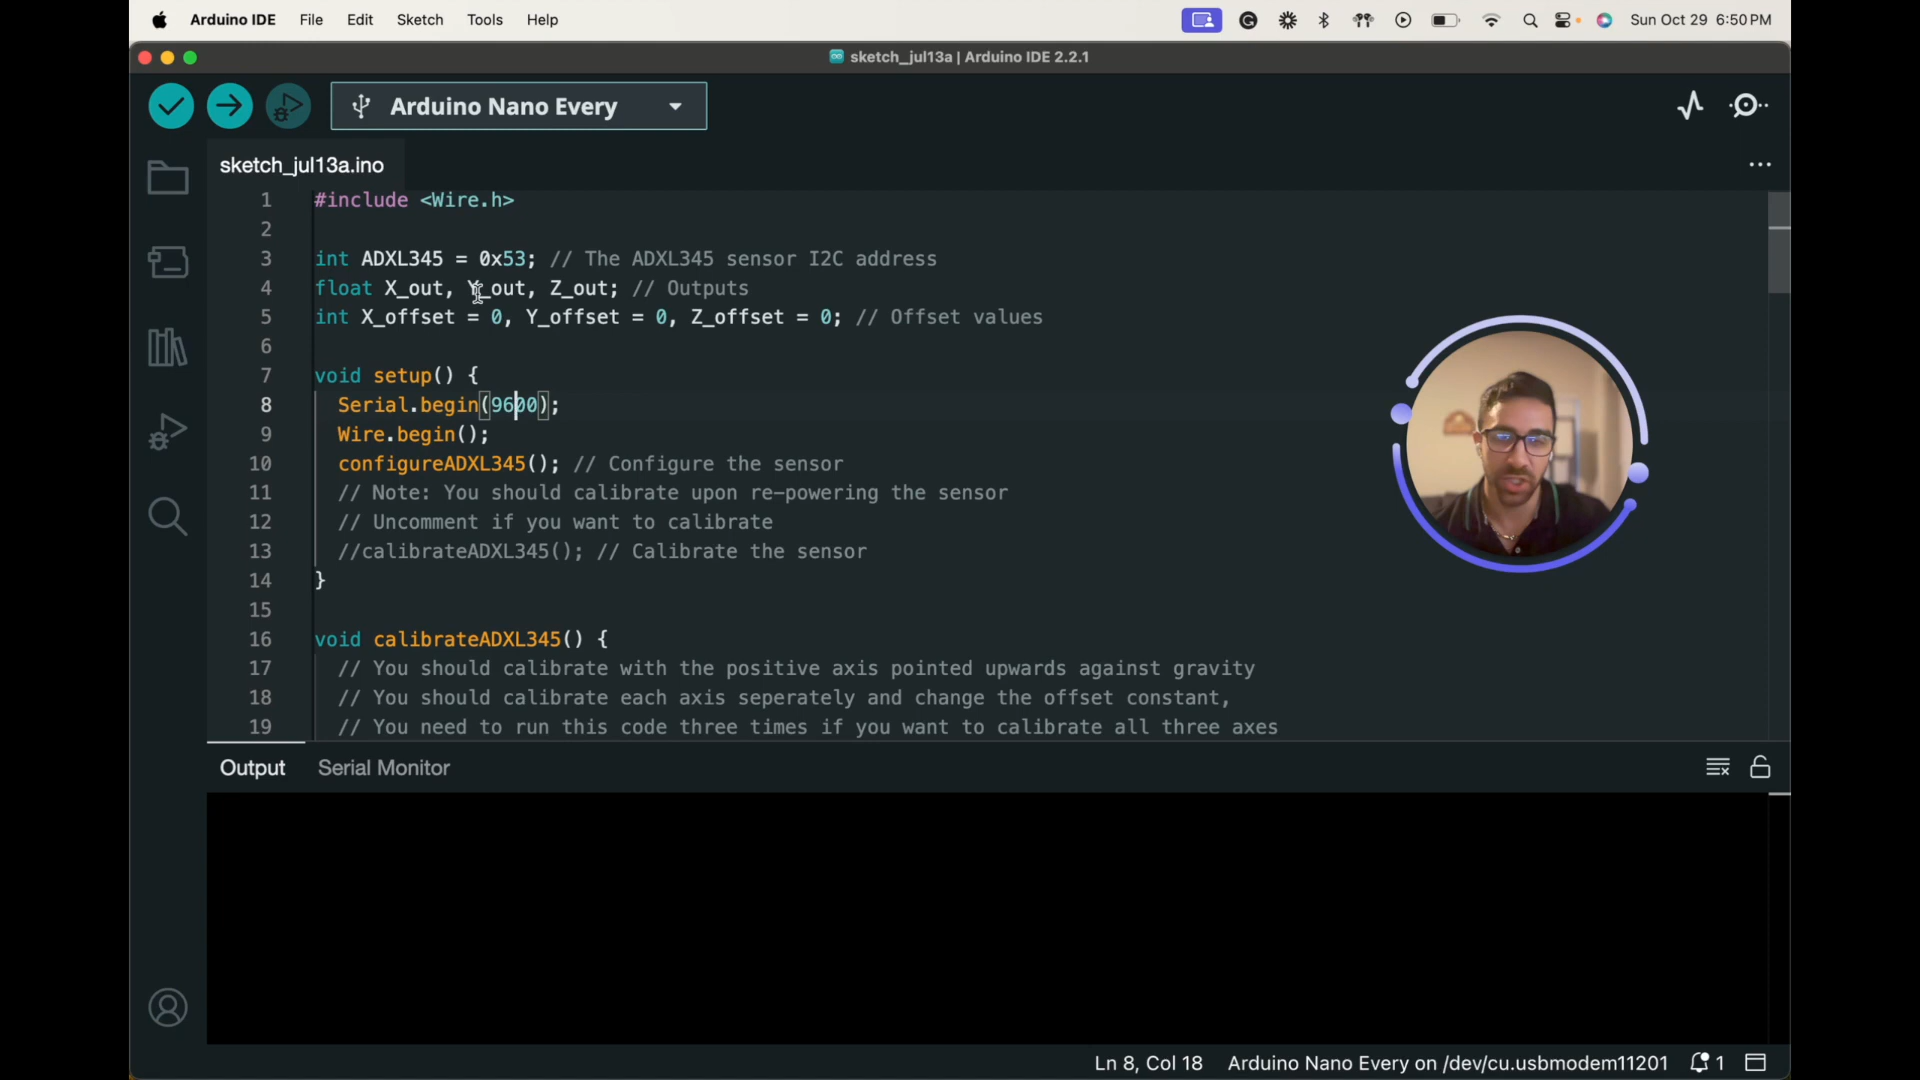 Arduino IDE File Edit Sketch Tools Help Sun Oct 29 6:50 PM
sketch_jul13a | Arduino IDE 2.2.1
Arduino Nano Every
sketch_jul13a.ino
1 #include <Wire.h>
2
3 int ADXL345 = 0x53; // The ADXL345 sensor I2C address
4 float X_out, Y_out, Z_out; // Outputs
5 int X_offset = 0, Y_offset = 0, Z_offset = 0; // Offset values
6
7 void setup() {
8 Serial.begin(9600);
9 Wire.begin();
10 configureADXL345(); // Configure the sensor
11 // Note: You should calibrate upon re-powering the sensor
12 // Uncomment if you want to calibrate
13 //calibrateADXL345(); // Calibrate the sensor
14 }
15
16 void calibrateADXL345() {
17 // You should calibrate with the positive axis pointed upwards against gravity
18 // You should calibrate each axis seperately and change the offset constant,
19 // You need to run this code three times if you want to calibrate all three axes
Output Serial Monitor
Ln 8, Col 18 Arduino Nano Every on /dev/cu.usbmodem11201 1